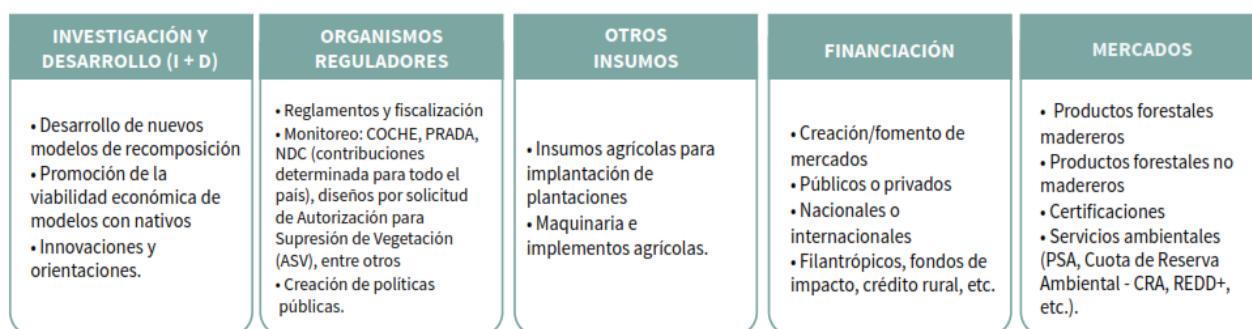 INVESTIGACIÓN Y
DESARROLLO (I + D)
• Desarrollo de nuevos
modelos de recomposición
• Promoción de la
viabilidad económica de
modelos con nativos
• Innovaciones y
orientaciones.
ORGANISMOS
REGULADORES
• Reglamentos y fiscalización
• Monitoreo: COCHE, PRADA,
NDC (contribuciones
determinada para todo el
país), diseños por solicitud
de Autorización para
Supresión de Vegetación
(ASV), entre otros
• Creación de políticas
públicas.
OTROS
INSUMOS
• Insumos agrícolas para
implantación de
plantaciones
• Maquinaria e
implementos agrícolas.
FINANCIACIÓN
• Creación/fomento de
mercados
• Públicos o privados
• Nacionales o
internacionales
• Filantrópicos, fondos de
impacto, crédito rural, etc.
MERCADOS
• Productos forestales
madereros
• Productos forestales no
madereros
• Certificaciones
• Servicios ambientales
(PSA, Cuota de Reserva
Ambiental - CRA, REDD+,
etc.).